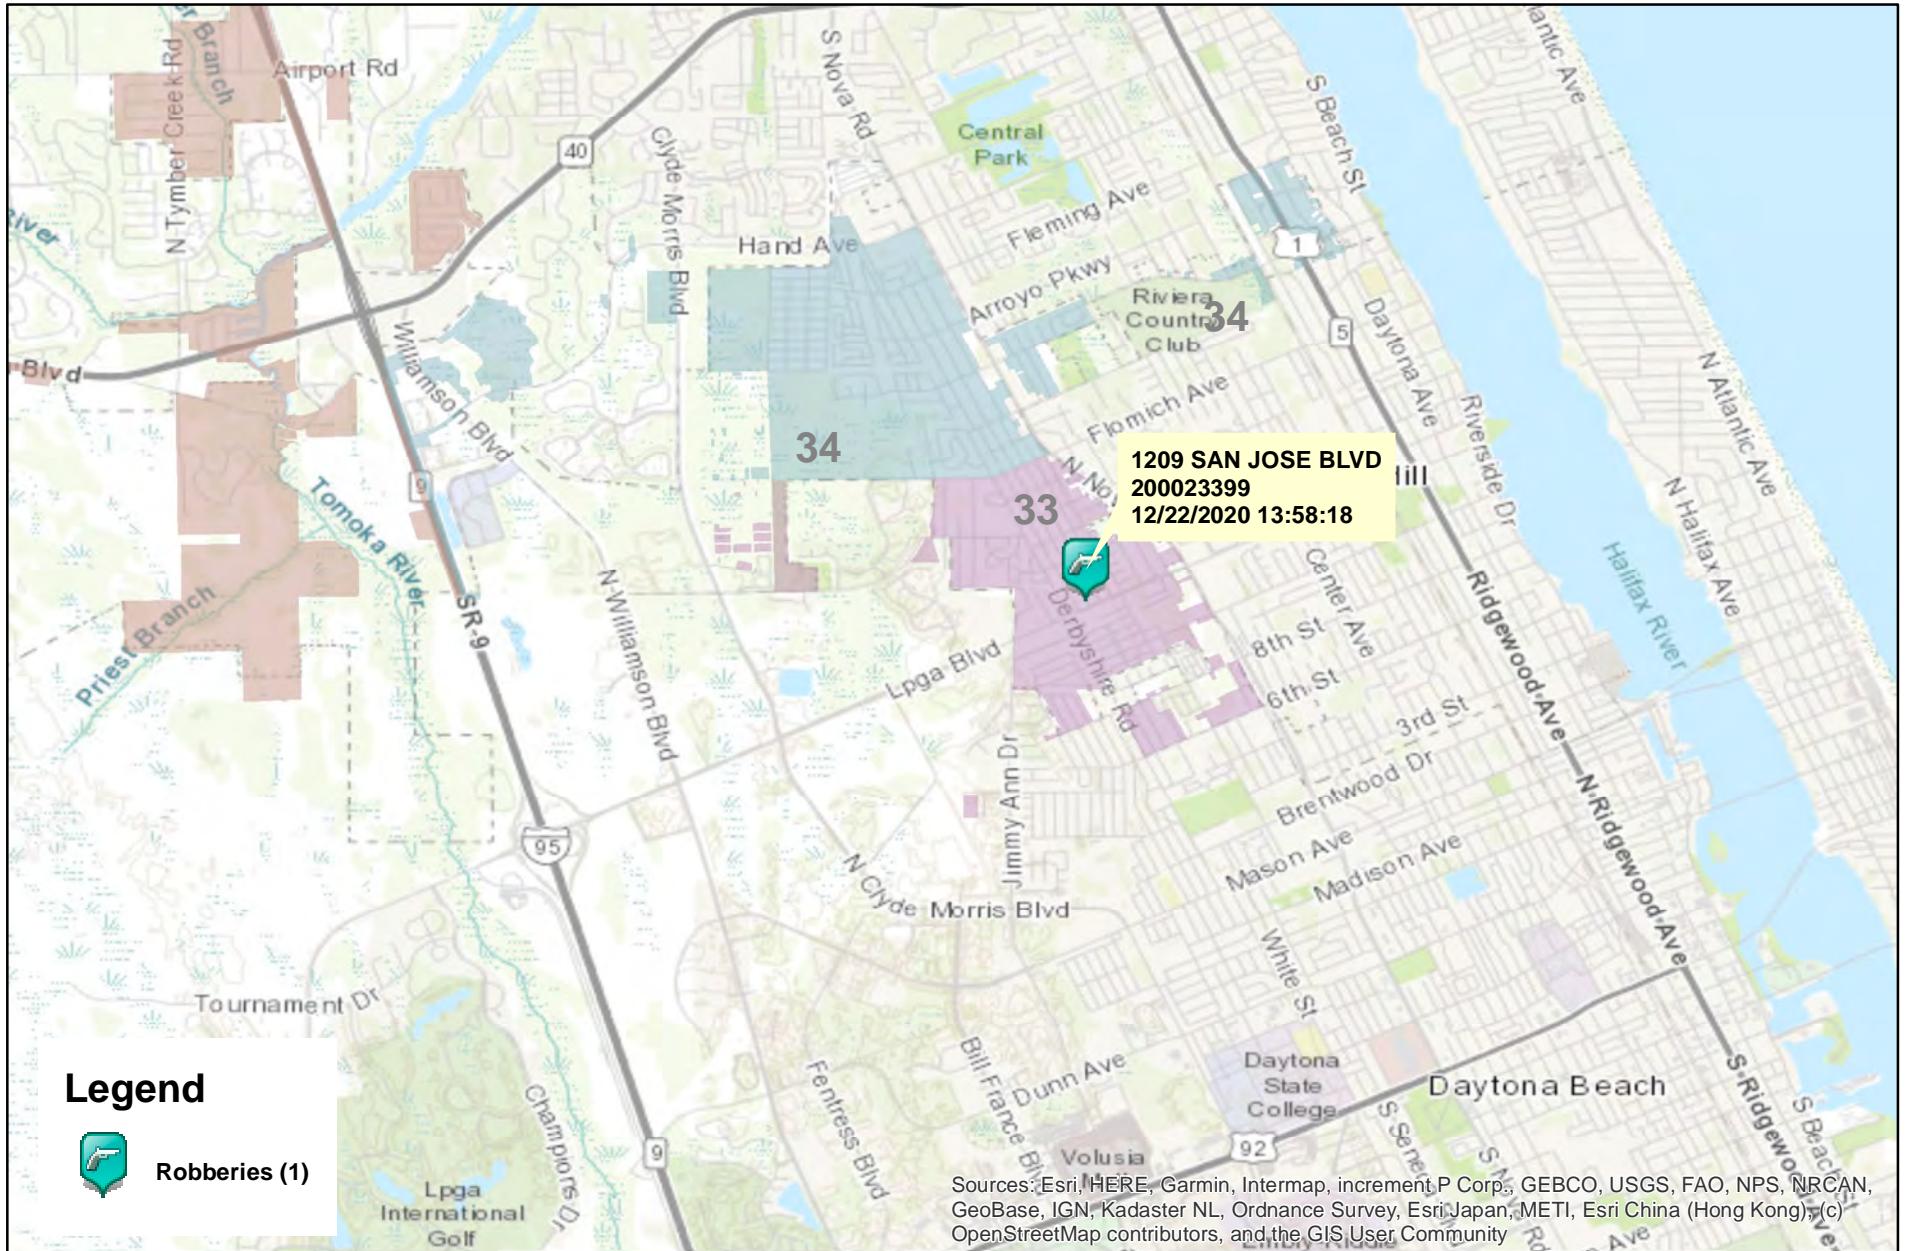 Airport Rd
N Tymber Creek Rd
Branch
River
40
Clyde Morris Blvd
S Nova Rd
Central
Park
S Beach St
Atlantic Ave
Hand Ave
Fleming Ave
Arroyo Pkwy
Riviera
Country
Club
34
1
5
Daytona Ave
Riverside Dr
N Atlantic Ave
N Halifax Ave
Halifax River
Blvd
Williamson Blvd
9
Tomoka River
Priest Branch
SR-9
34
33
Flomich Ave
1209 SAN JOSE BLVD
200023399
12/22/2020 13:58:18
Hill
Center Ave
Ridgewood Ave
N Williamson Blvd
Derbyshire Rd
8th St
6th St
3rd St
Lpga Blvd
Jimmy Ann Dr
Brentwood Dr
N Ridgewood Ave
Mason Ave
Madison Ave
95
N Clyde Morris Blvd
White St
Tournament Dr
Champions Dr
Fentress Blvd
Bill France Blv
Dunn Ave
Daytona
State
College
Daytona Beach
S Ridgewood Ave
S Beach St
92
9
Volusia
Lpga
International
Golf
Legend
Robberies (1)
Sources: Esri, HERE, Garmin, Intermap, increment P Corp., GEBCO, USGS, FAO, NPS, NRCAN,
GeoBase, IGN, Kadaster NL, Ordnance Survey, Esri Japan, METI, Esri China (Hong Kong), (c)
OpenStreetMap contributors, and the GIS User Community